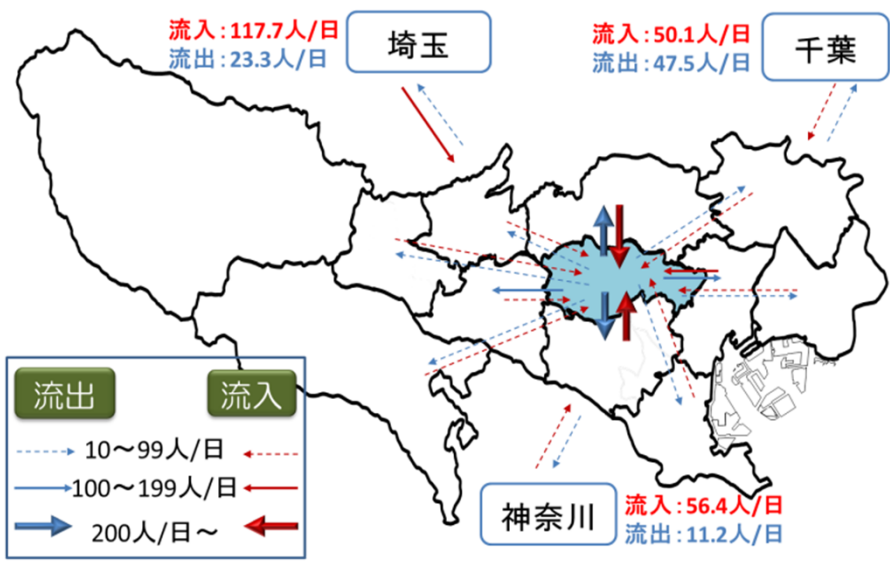 流入：117.7人/日
流出：23.3人/日
埼玉
流入：50.1人/日
流出：47.5人/日
千葉
流出
流入
10～99人/日
100～199人/日
200人/日～
神奈川
流入：56.4人/日
流出：11.2人/日